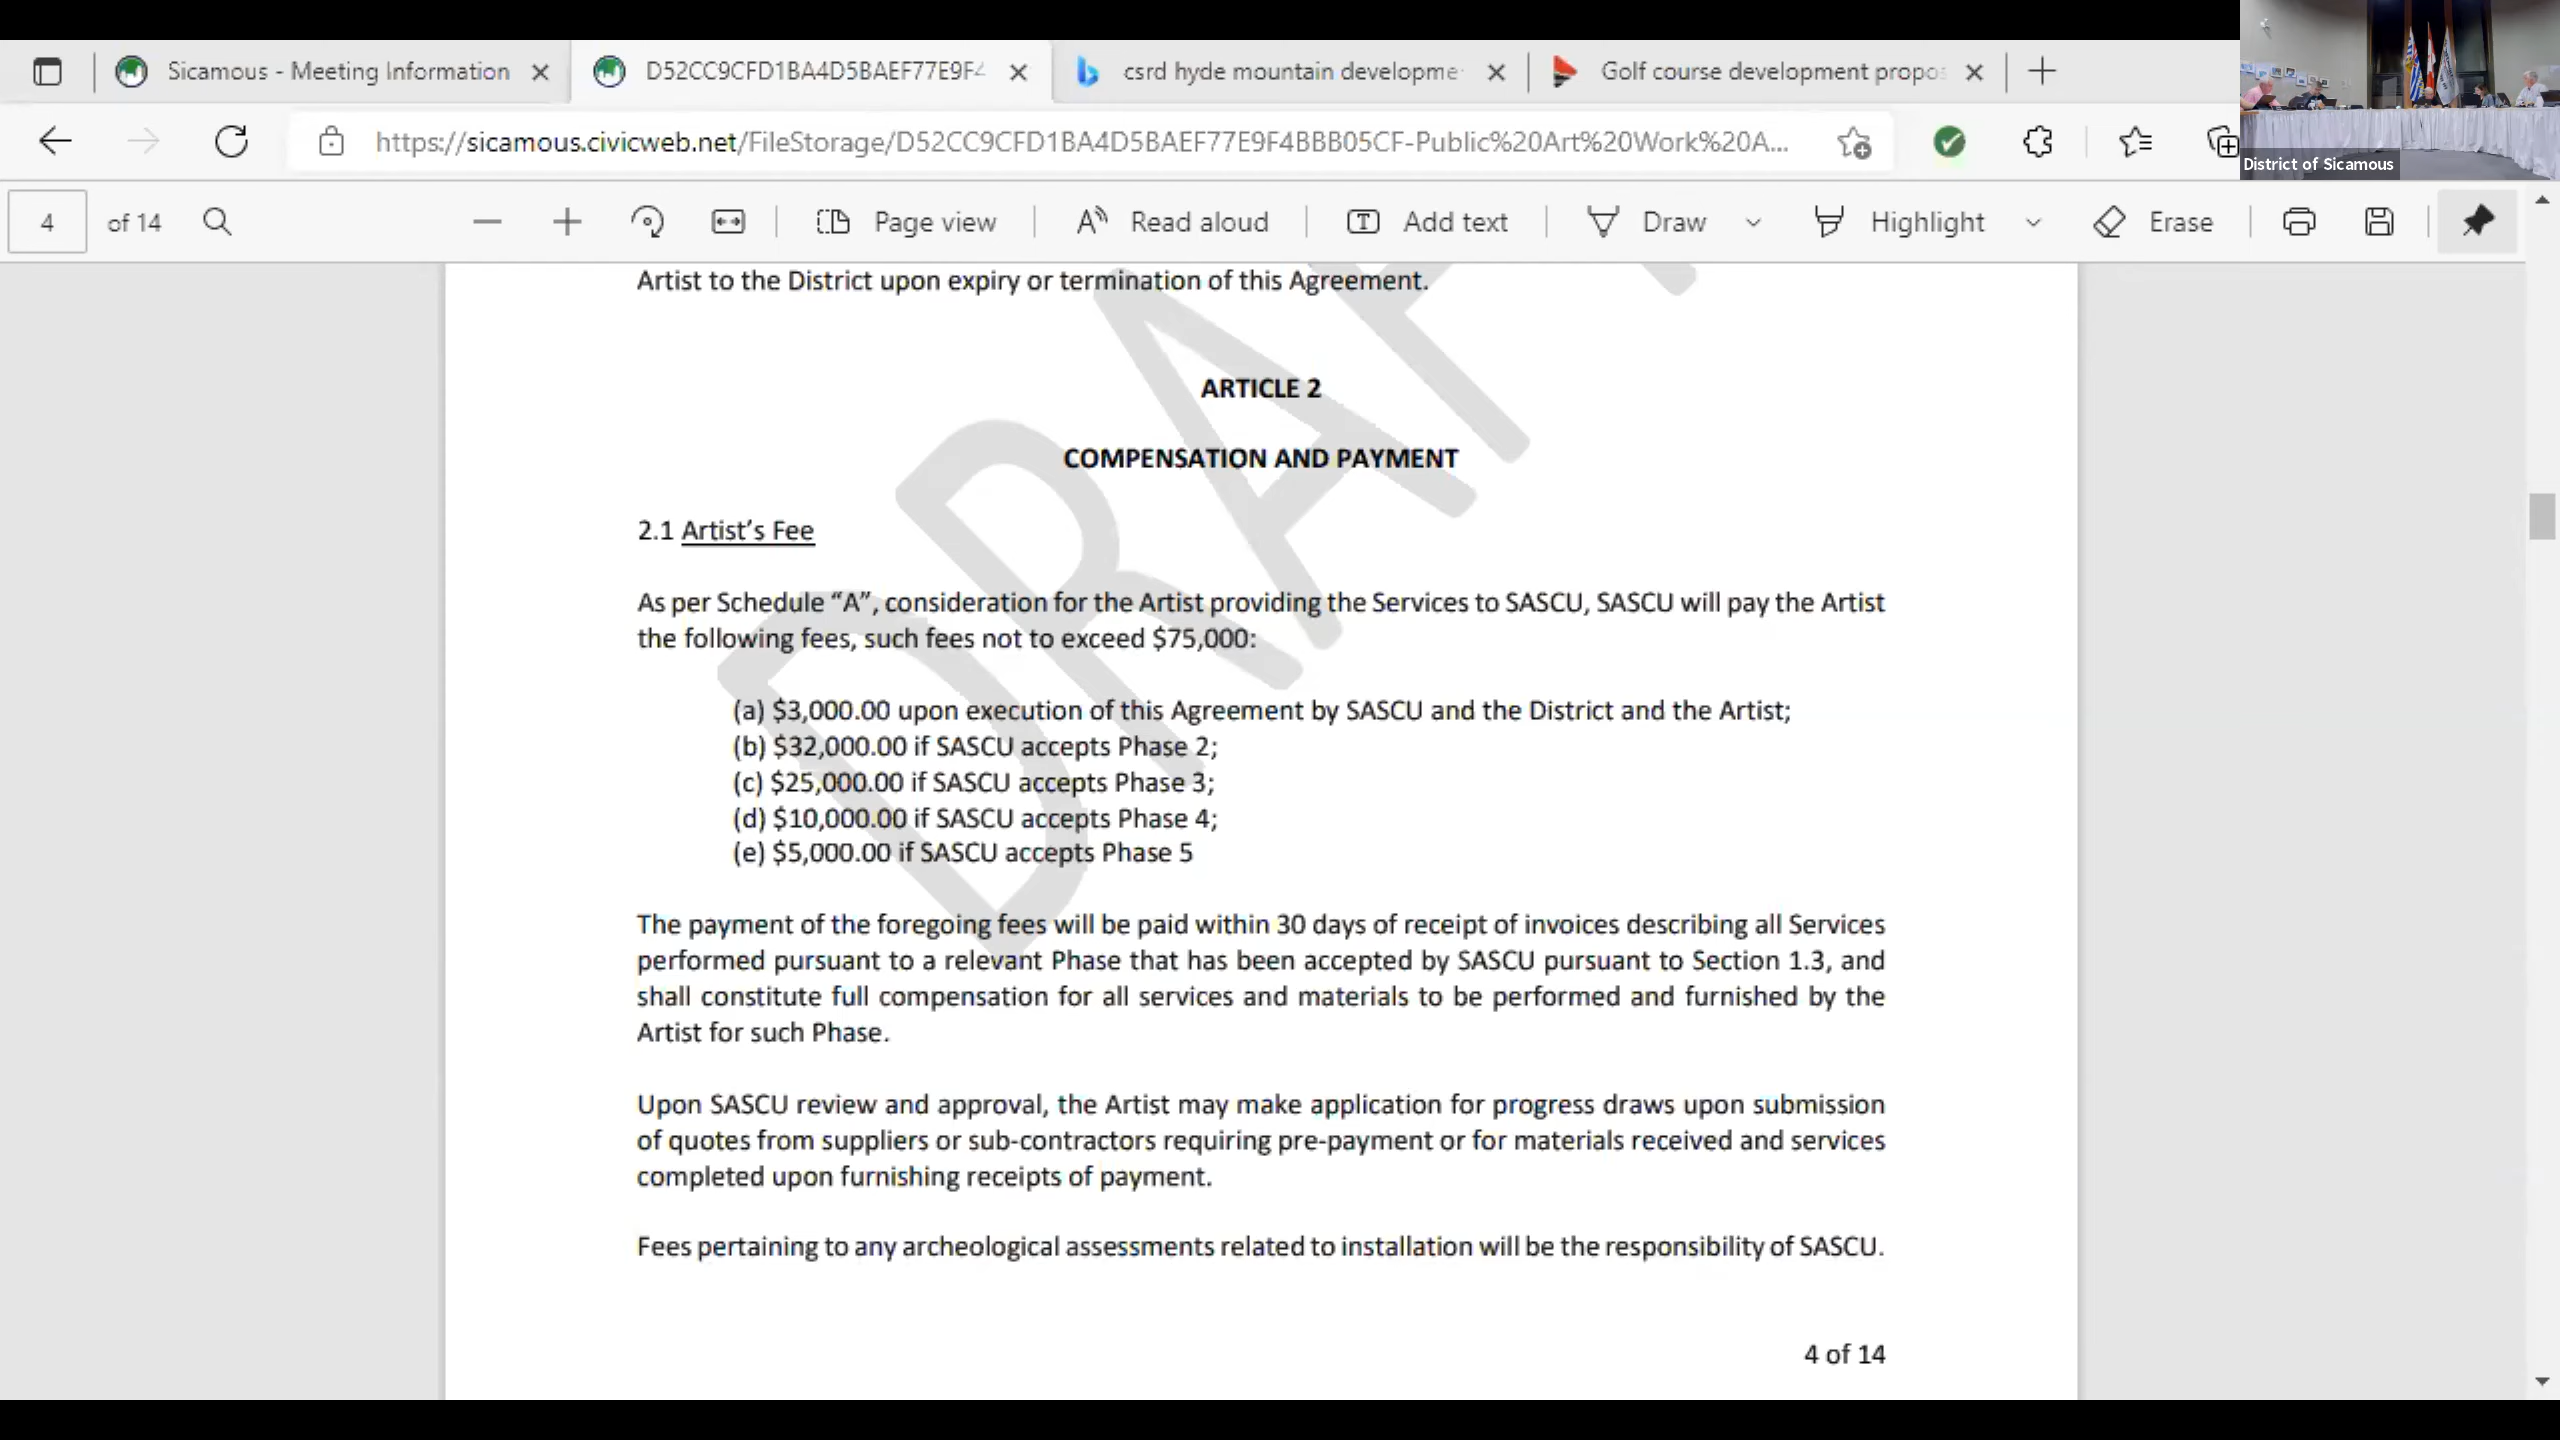 Sicamous - Meeting Information
D52CC9CFD1BA4D5BAEF77E9F4
csrd hyde mountain developme
Golf course development propos
https://sicamous.civicweb.net/FileStorage/D52CC9CFD1BA4D5BAEF77E9F4BBB05CF-Public%20Art%20Work%20A...
District of Sicamous
4 of 14
Page view
Read aloud
Add text
Draw
Highlight
Erase
DRAFT
Artist to the District upon expiry or termination of this Agreement.
ARTICLE 2
COMPENSATION AND PAYMENT
2.1 Artist's Fee
As per Schedule “A”, consideration for the Artist providing the Services to SASCU, SASCU will pay the Artist
the following fees, such fees not to exceed $75,000:
(a) $3,000.00 upon execution of this Agreement by SASCU and the District and the Artist;
(b) $32,000.00 if SASCU accepts Phase 2;
(c) $25,000.00 if SASCU accepts Phase 3;
(d) $10,000.00 if SASCU accepts Phase 4;
(e) $5,000.00 if SASCU accepts Phase 5
The payment of the foregoing fees will be paid within 30 days of receipt of invoices describing all Services
performed pursuant to a relevant Phase that has been accepted by SASCU pursuant to Section 1.3, and
shall constitute full compensation for all services and materials to be performed and furnished by the
Artist for such Phase.
Upon SASCU review and approval, the Artist may make application for progress draws upon submission
of quotes from suppliers or sub-contractors requiring pre-payment or for materials received and services
completed upon furnishing receipts of payment.
Fees pertaining to any archeological assessments related to installation will be the responsibility of SASCU.
4 of 14